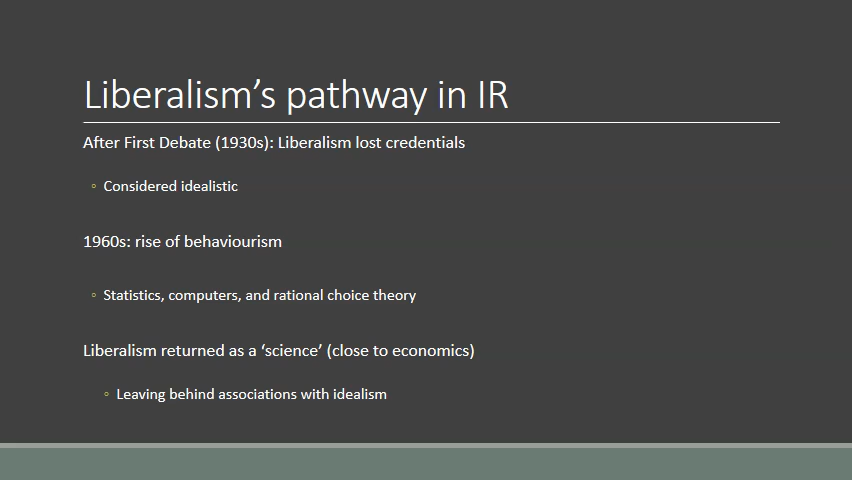 Liberalism’s pathway in IR
After First Debate (1930s): Liberalism lost credentials
◦ Considered idealistic
1960s: rise of behaviourism
◦ Statistics, computers, and rational choice theory
Liberalism returned as a ‘science’ (close to economics)
◦ Leaving behind associations with idealism